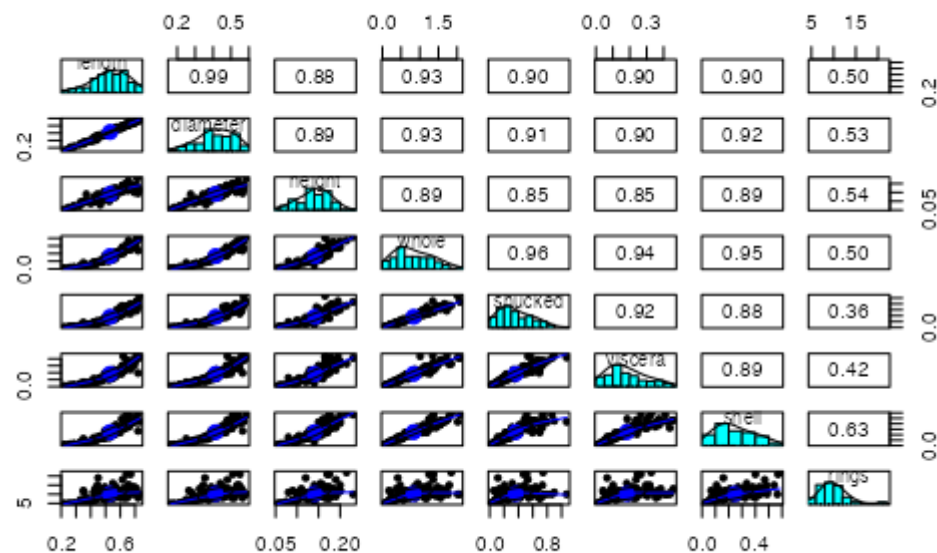 0.2 0.6 0.0 1.5 0.0 0.3 5 15
length 0.99 0.88 0.93 0.90 0.90 0.90 0.50 0.2
0.2 diameter 0.89 0.93 0.91 0.90 0.92 0.53
height 0.89 0.85 0.85 0.89 0.54 0.05
0.0 whole 0.96 0.94 0.95 0.50
shucked 0.92 0.88 0.36 0.0
0.0 viscera 0.89 0.42
shell 0.63 0.0
5 rings
0.2 0.6 0.05 0.20 0.0 0.8 0.0 0.4